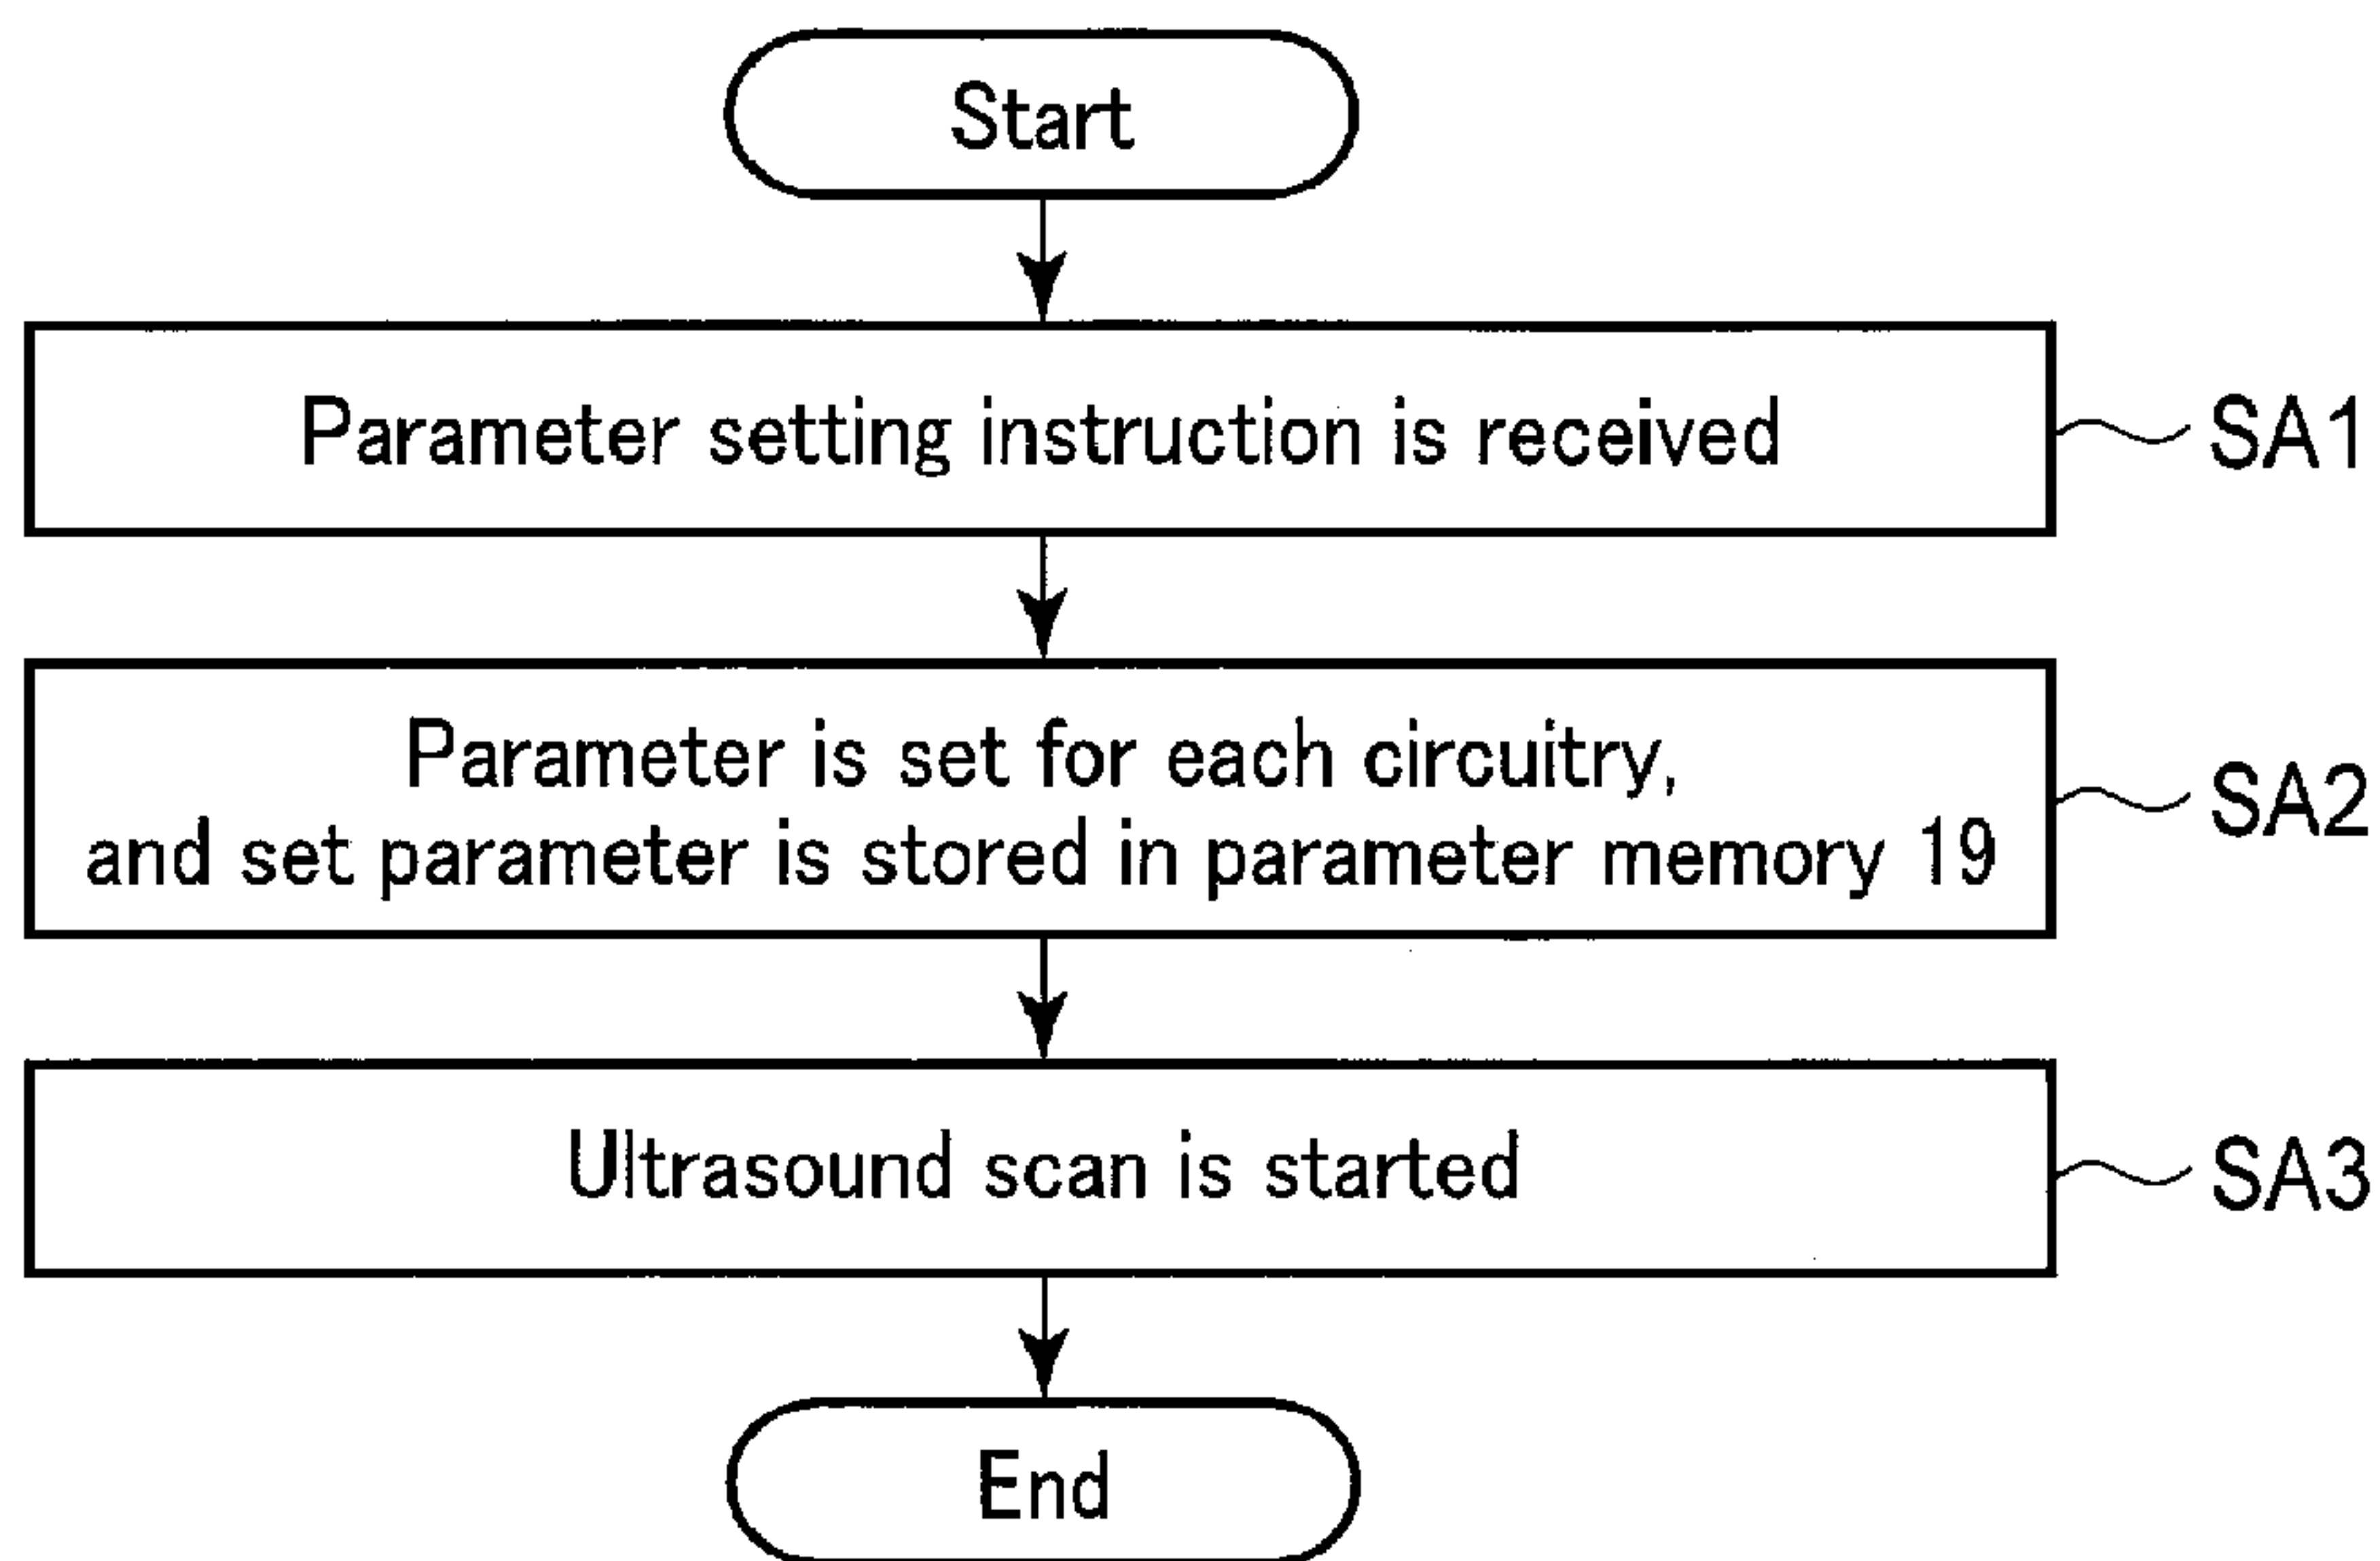 Start
Parameter setting instruction is received
SA1
Parameter is set for each circuitry,
and set parameter is stored in parameter memory 19
SA2
Ultrasound scan is started
SA3
End